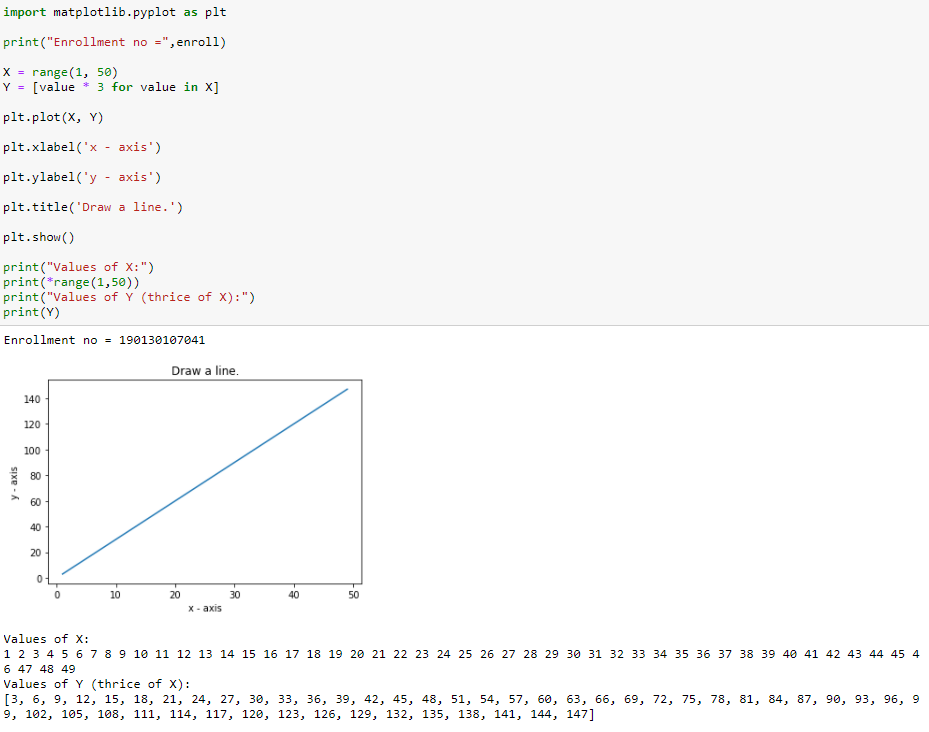 import matplotlib.pyplot as plt
print("Enrollment no =",enroll)
X = range(1, 50)
Y = [value * 3 for value in X]
plt.plot(X, Y)
plt.xlabel('x - axis')
plt.ylabel('y - axis')
plt.title('Draw a line.')
plt.show()
print("Values of X:")
print(*range(1,50))
print("Values of Y (thrice of X):")
print(Y)
Enrollment no = 190130107041
Draw a line.
140
120
100
80
60
40
20
0
y - axis
0 10 20 30 40 50
x - axis
Values of X:
1 2 3 4 5 6 7 8 9 10 11 12 13 14 15 16 17 18 19 20 21 22 23 24 25 26 27 28 29 30 31 32 33 34 35 36 37 38 39 40 41 42 43 44 45 4
6 47 48 49
Values of Y (thrice of X):
[3, 6, 9, 12, 15, 18, 21, 24, 27, 30, 33, 36, 39, 42, 45, 48, 51, 54, 57, 60, 63, 66, 69, 72, 75, 78, 81, 84, 87, 90, 93, 96, 9
9, 102, 105, 108, 111, 114, 117, 120, 123, 126, 129, 132, 135, 138, 141, 144, 147]